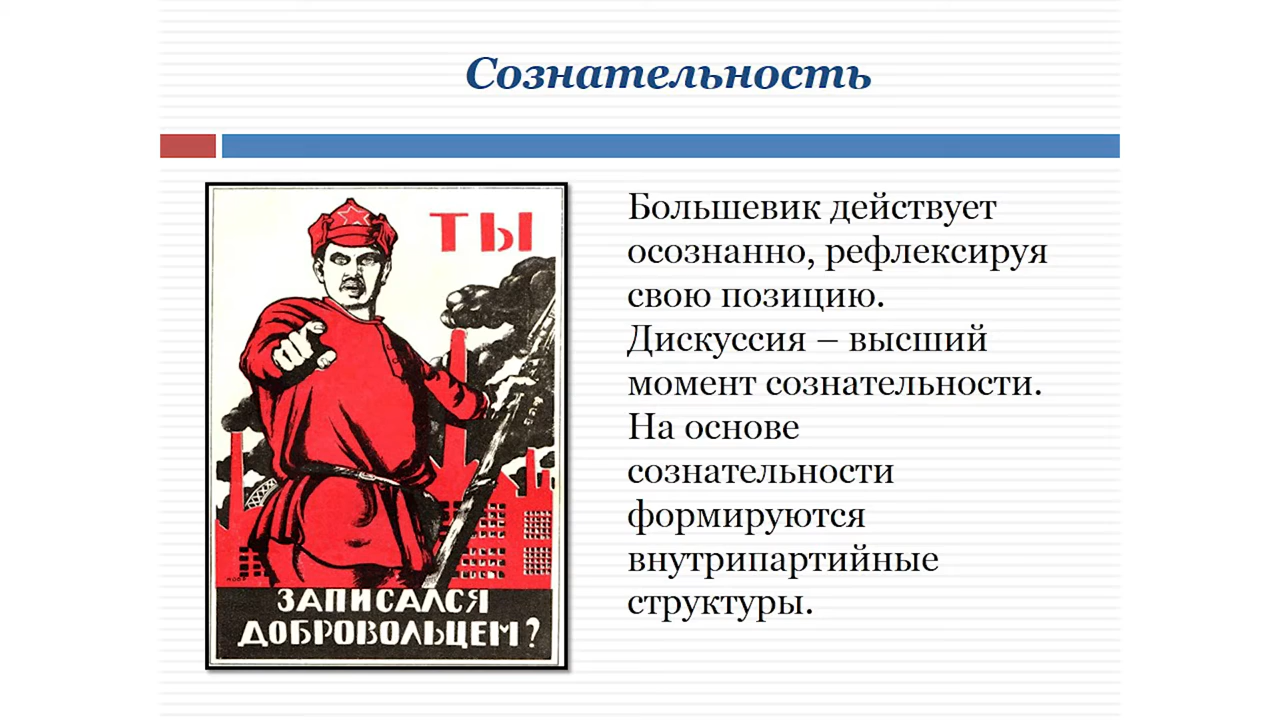 Сознательность
ТЫ
ЗАПИСАЛСЯ
ДОБРОВОЛЬЦЕМ?
Большевик действует
осознанно, рефлексируя
свою позицию.
Дискуссия – высший
момент сознательности.
На основе
сознательности
формируются
внутрипартийные
структуры.